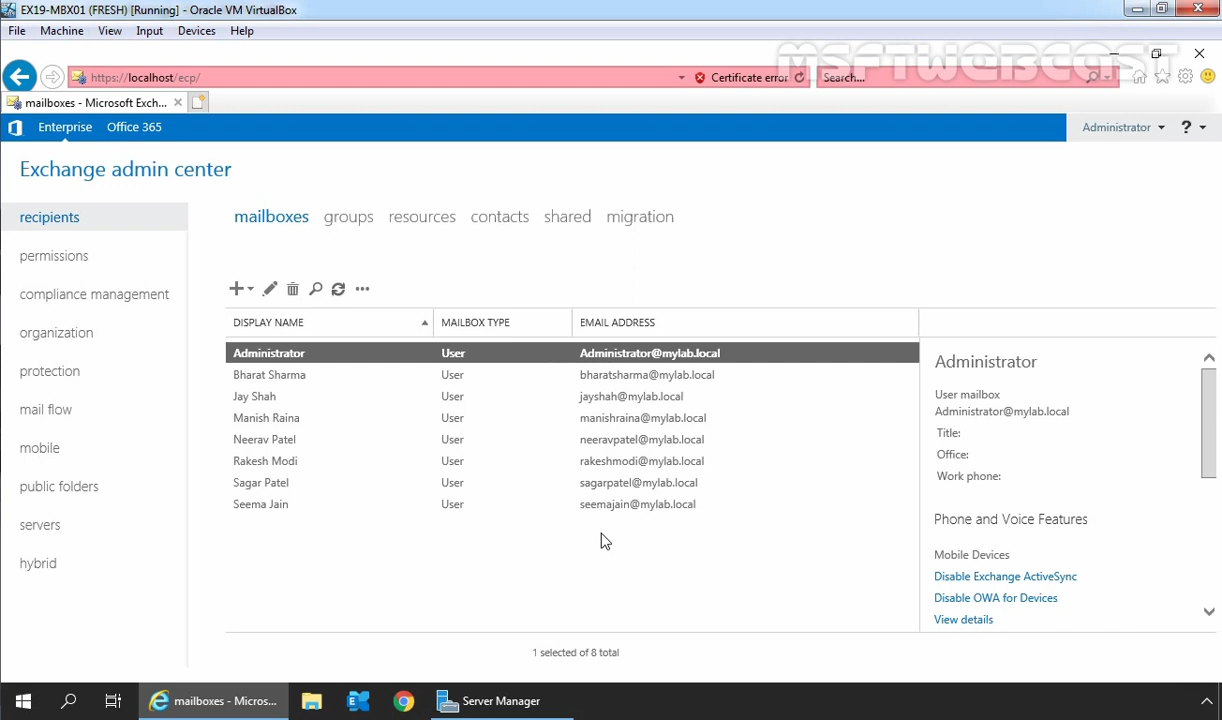 EX19-MBX01 (FRESH) [Running] - Oracle VM VirtualBox
File Machine View Input Devices Help
MSFTWEBCAST
https://localhost/ecp/ Certificate error Search...
mailboxes - Microsoft Exch...
Enterprise Office 365 Administrator ?
Exchange admin center
recipients
permissions
compliance management
organization
protection
mail flow
mobile
public folders
servers
hybrid
mailboxes groups resources contacts shared migration
DISPLAY NAME MAILBOX TYPE EMAIL ADDRESS
Administrator User Administrator@mylab.local
Bharat Sharma User bharatsharma@mylab.local
Jay Shah User jayshah@mylab.local
Manish Raina User manishraina@mylab.local
Neerav Patel User neeravpatel@mylab.local
Rakesh Modi User rakeshmodi@mylab.local
Sagar Patel User sagarpatel@mylab.local
Seema Jain User seemajain@mylab.local
1 selected of 8 total
Administrator
User mailbox
Administrator@mylab.local
Title:
Office:
Work phone:
Phone and Voice Features
Mobile Devices
Disable Exchange ActiveSync
Disable OWA for Devices
View details
mailboxes - Micros... Server Manager